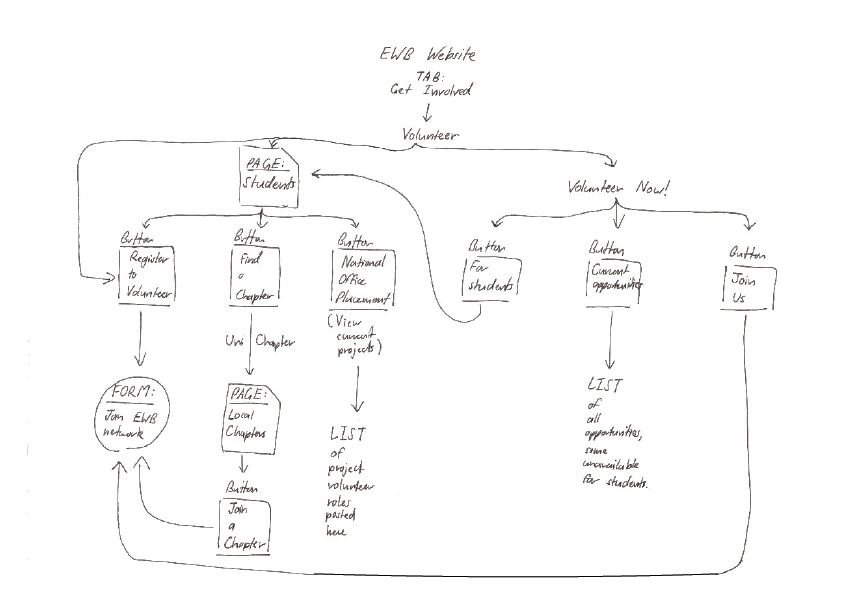 EWB Website
TAB:
Get Involved
Volunteer
PAGE:
Students
Volunteer Now!
Button
Register
to
Volunteer
Button
Find
a
Chapter
Button
National
Office
Placement
(View
current
projects)
Button
For
students
Button
Current
opportunities
Button
Join
Us
Uni Chapter
FORM:
Join EWB
network
PAGE:
Local
Chapters
Button
Join
a
Chapter
LIST
of
project
volunteer
roles
posted
here
LIST
of
all
opportunities,
some
unavailable
for students.